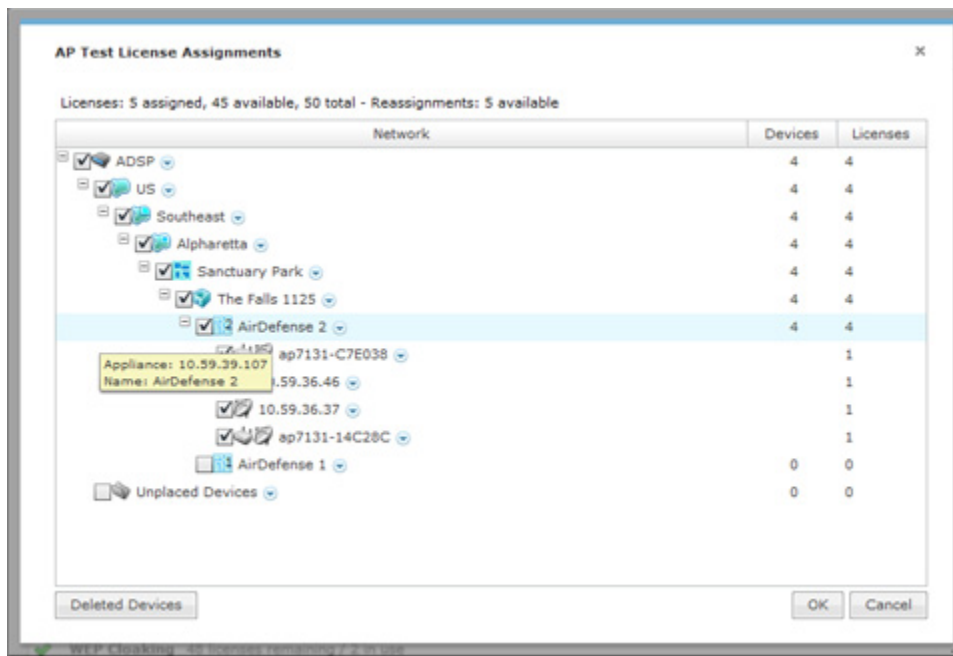 AP Test License Assignments
Licenses: 5 assigned, 45 available, 50 total - Reassignments: 5 available
Network Devices Licenses
ADSP 4 4
US 4 4
Southeast 4 4
Alpharetta 4 4
Sanctuary Park 4 4
The Falls 1125 4 4
AirDefense 2 4 4
ap7131-C7E038 1
Appliance: 10.59.39.107
Name: AirDefense 2
.59.36.46 1
10.59.36.37 1
ap7131-14C28C 1
AirDefense 1 0 0
Unplaced Devices 0 0
Deleted Devices OK Cancel
WEP Cloaking 48 licenses remaining / 2 in use